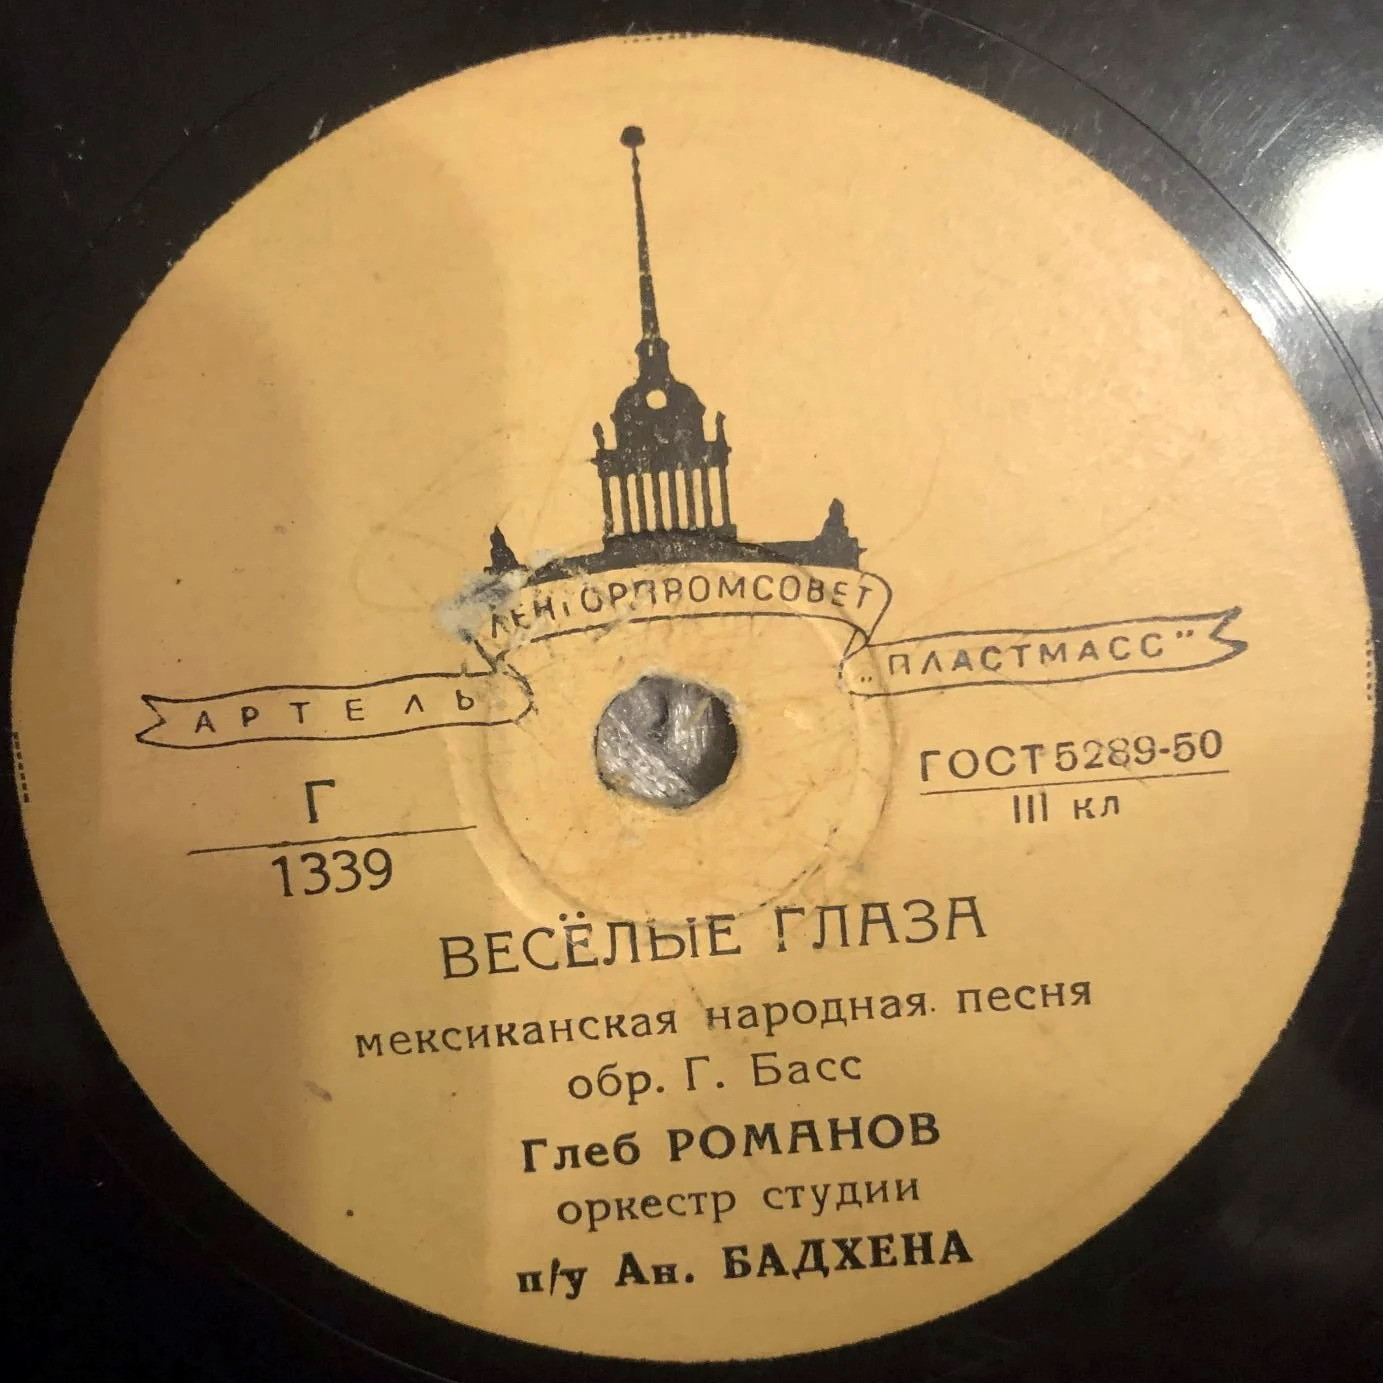 ЛЕНГОРПРОМСОВЕТ
АРТЕЛЬ „ПЛАСТМАСС"
Г
1339
ГОСТ 5289-50
III кл
ВЕСЁЛЫЕ ГЛАЗА
мексиканская народная песня
обр. Г. Басс
Глеб РОМАНОВ
оркестр студии
п/у Ан. БАДХЕНА